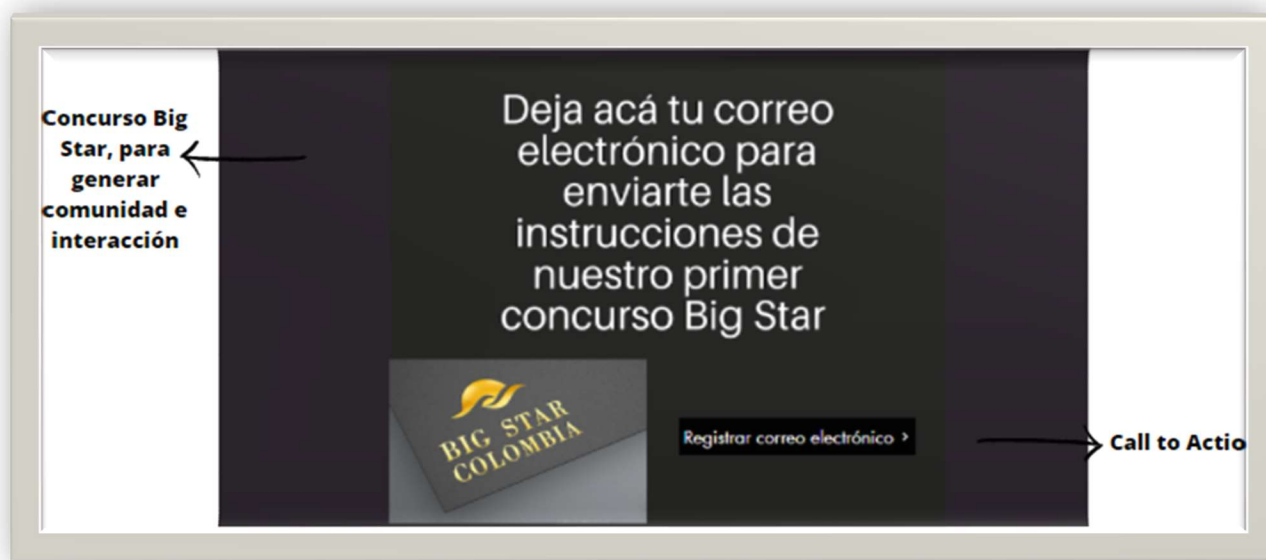 Concurso Big
Star, para
generar
comunidad e
interacción
Deja acá tu correo
electrónico para
enviarte las
instrucciones de
nuestro primer
concurso Big Star
BIG STAR
COLOMBIA
Registrar correo electrónico >
Call to Actio